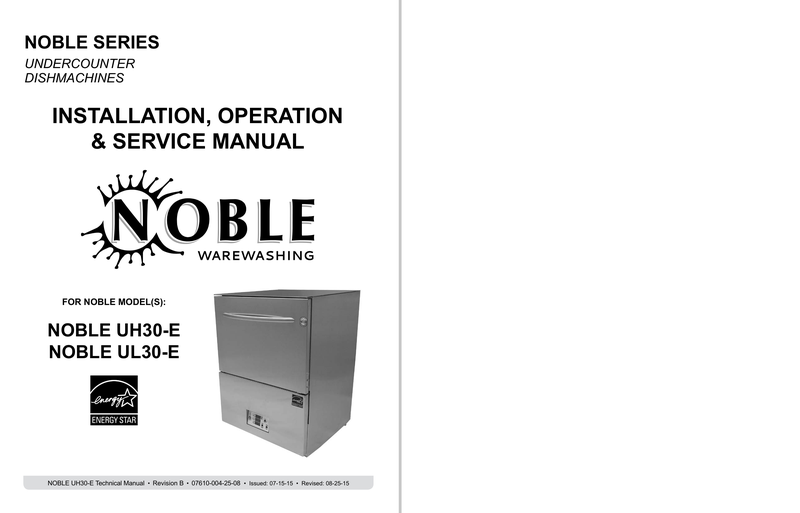 NOBLE SERIES
UNDERCOUNTER
DISHMACHINES
INSTALLATION, OPERATION
& SERVICE MANUAL
NOBLE
WAREWASHING
FOR NOBLE MODEL(S):
NOBLE UH30-E
NOBLE UL30-E
energy
ENERGY STAR
NOBLE UH30-E Technical Manual • Revision B • 07610-004-25-08 • Issued: 07-15-15 • Revised: 08-25-15